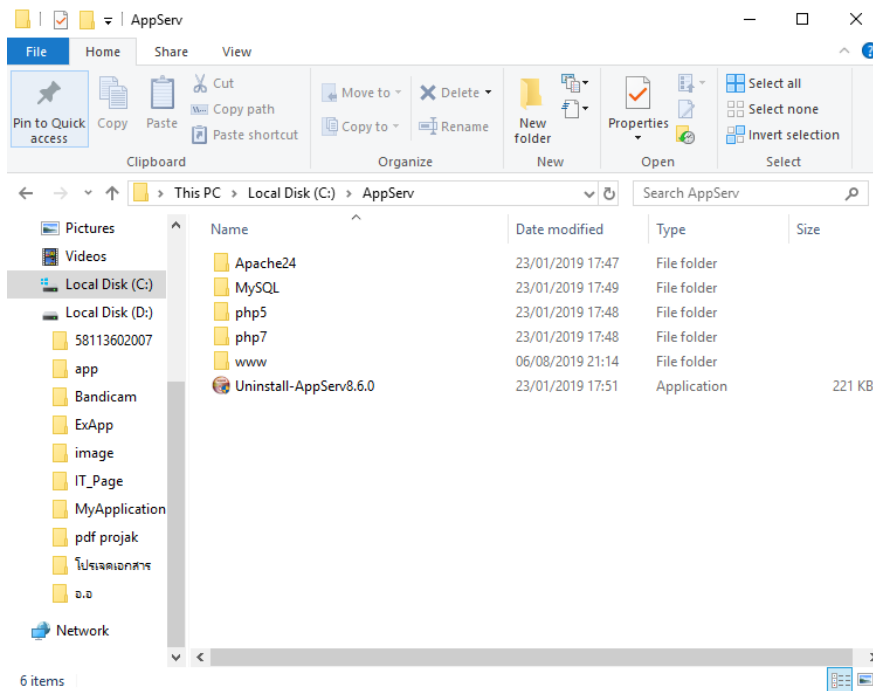 AppServ
File Home Share View
Pin to Quick access
Copy
Paste
Cut
Copy path
Paste shortcut
Clipboard
Move to
Copy to
Delete
Rename
Organize
New folder
New
Properties
Open
Select all
Select none
Invert selection
Select
This PC > Local Disk (C:) > AppServ
Search AppServ
Pictures
Videos
Local Disk (C:)
Local Disk (D:)
58113602007
app
Bandicam
ExApp
image
IT_Page
MyApplication
pdf projak
โปรเจคเอกสาร
อ.อ
Network
Name Date modified Type Size
Apache24 23/01/2019 17:47 File folder
MySQL 23/01/2019 17:49 File folder
php5 23/01/2019 17:48 File folder
php7 23/01/2019 17:48 File folder
www 06/08/2019 21:14 File folder
Uninstall-AppServ8.6.0 23/01/2019 17:51 Application 221 KB
6 items